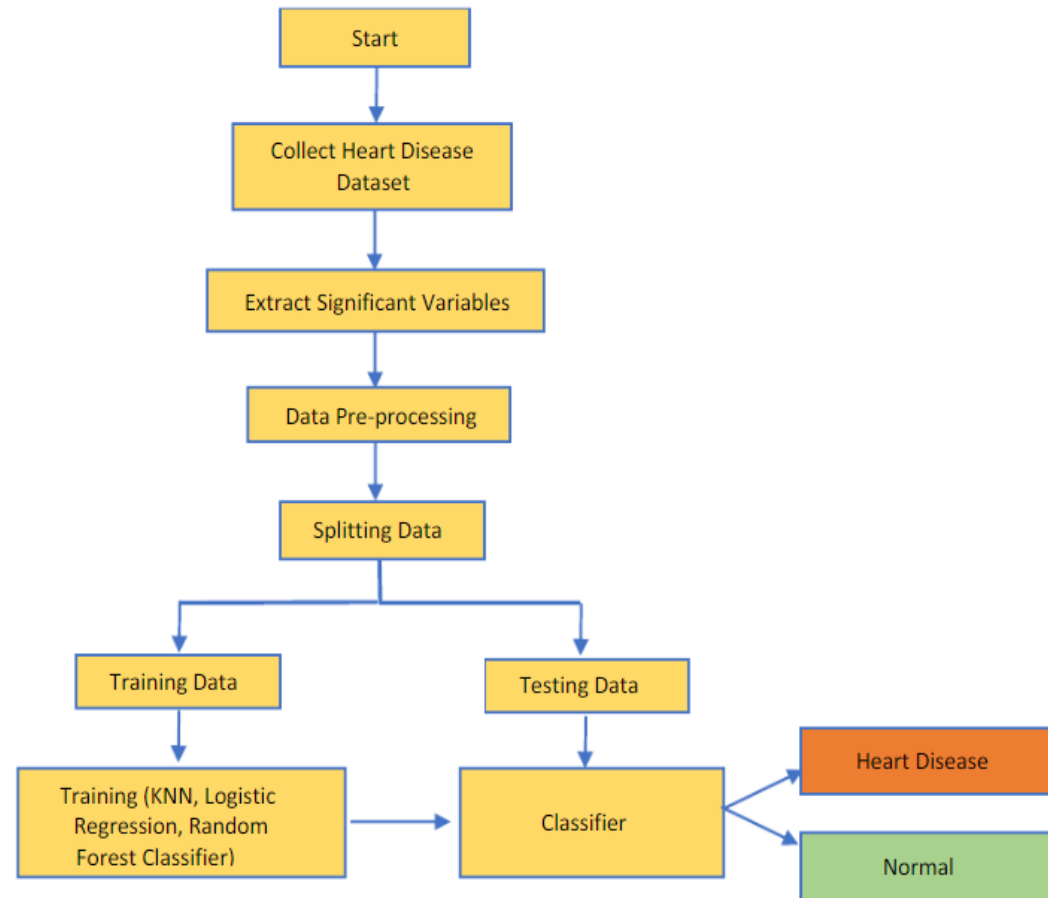 Start
Collect Heart Disease
Dataset
Extract Significant Variables
Data Pre-processing
Splitting Data
Training Data
Testing Data
Training (KNN, Logistic
Regression, Random
Forest Classifier)
Classifier
Heart Disease
Normal